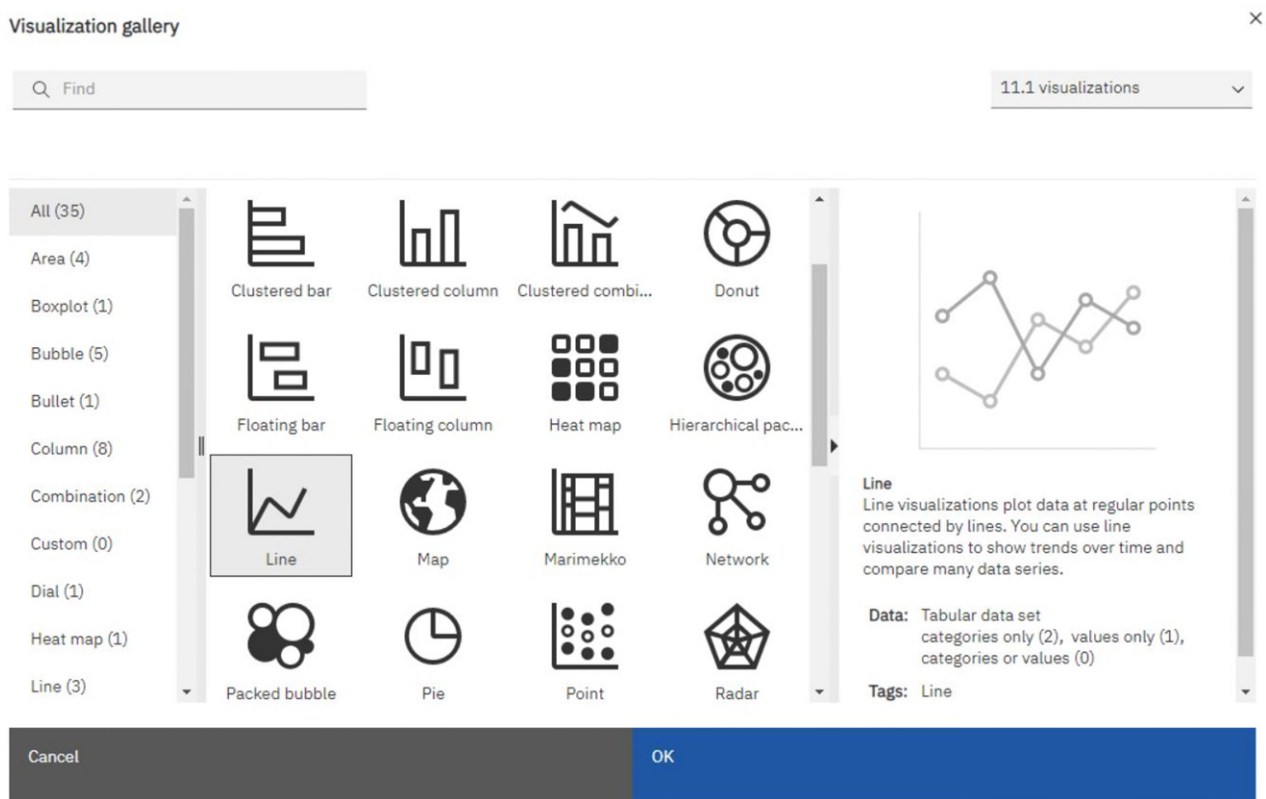 Visualization gallery
Find
11.1 visualizations
All (35)
Area (4)
Boxplot (1)
Bubble (5)
Bullet (1)
Column (8)
Combination (2)
Custom (0)
Dial (1)
Heat map (1)
Line (3)
Clustered bar
Clustered column
Clustered combi...
Donut
Floating bar
Floating column
Heat map
Hierarchical pac...
Line
Map
Marimekko
Network
Packed bubble
Pie
Point
Radar
Line
Line visualizations plot data at regular points
connected by lines. You can use line
visualizations to show trends over time and
compare many data series.
Data: Tabular data set
categories only (2), values only (1),
categories or values (0)
Tags: Line
Cancel
OK